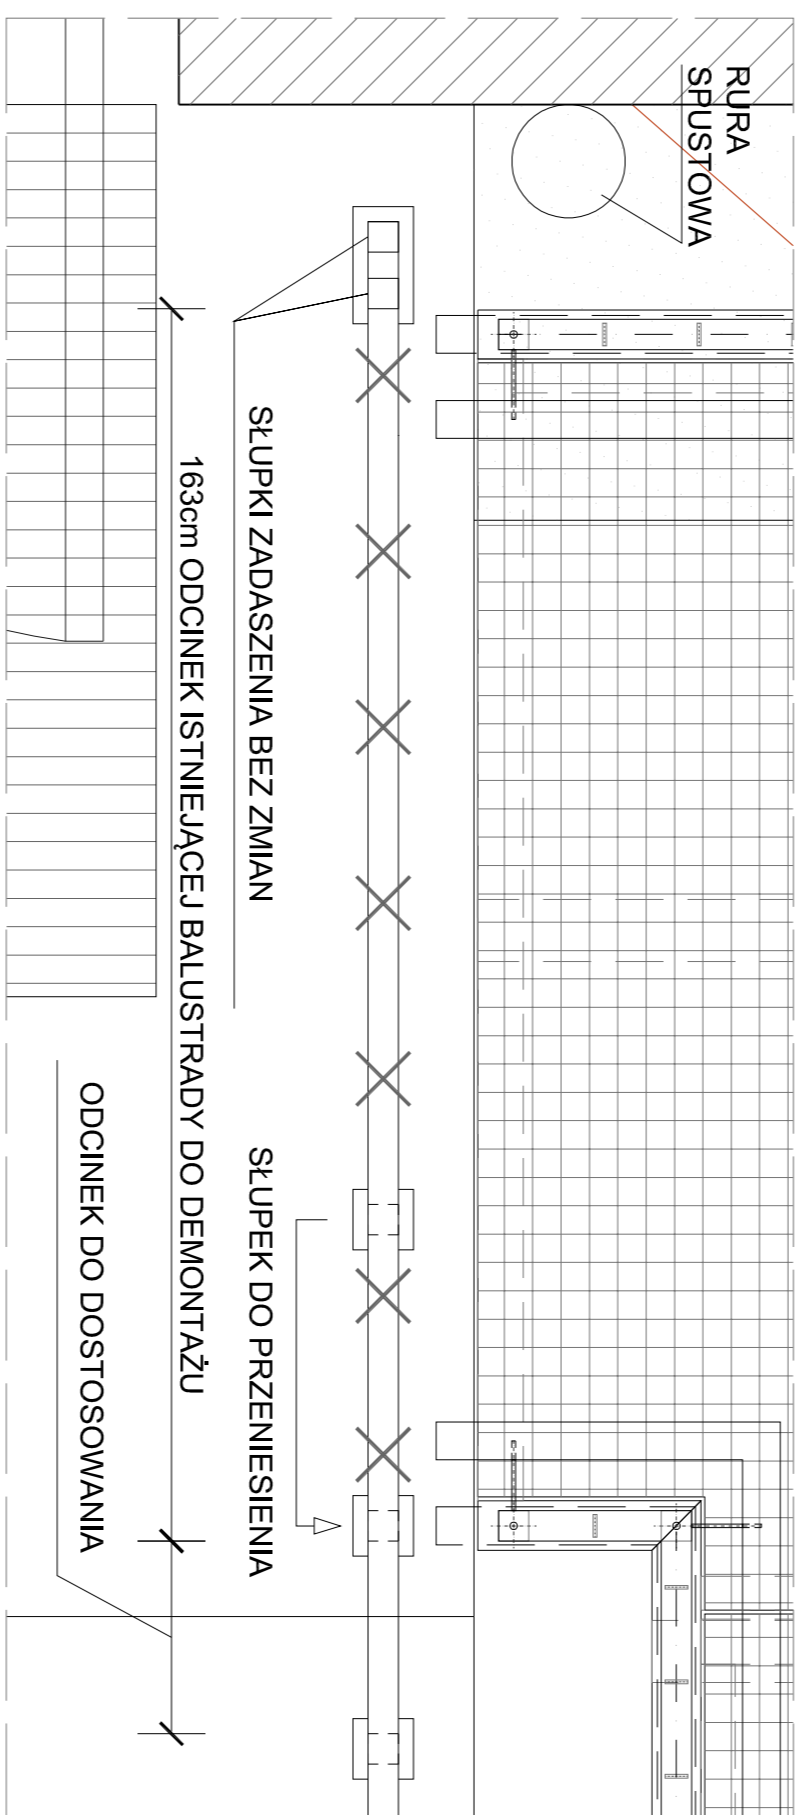 RURA
SPUSTOWA
SŁUPKI ZADASZENIA BEZ ZMIAN
SŁUPEK DO PRZENIESIENIA
163cm ODCINEK ISTNIEJĄCEJ BALUSTRADY DO DEMONTAŻU
ODCINEK DO DOSTOSOWANIA